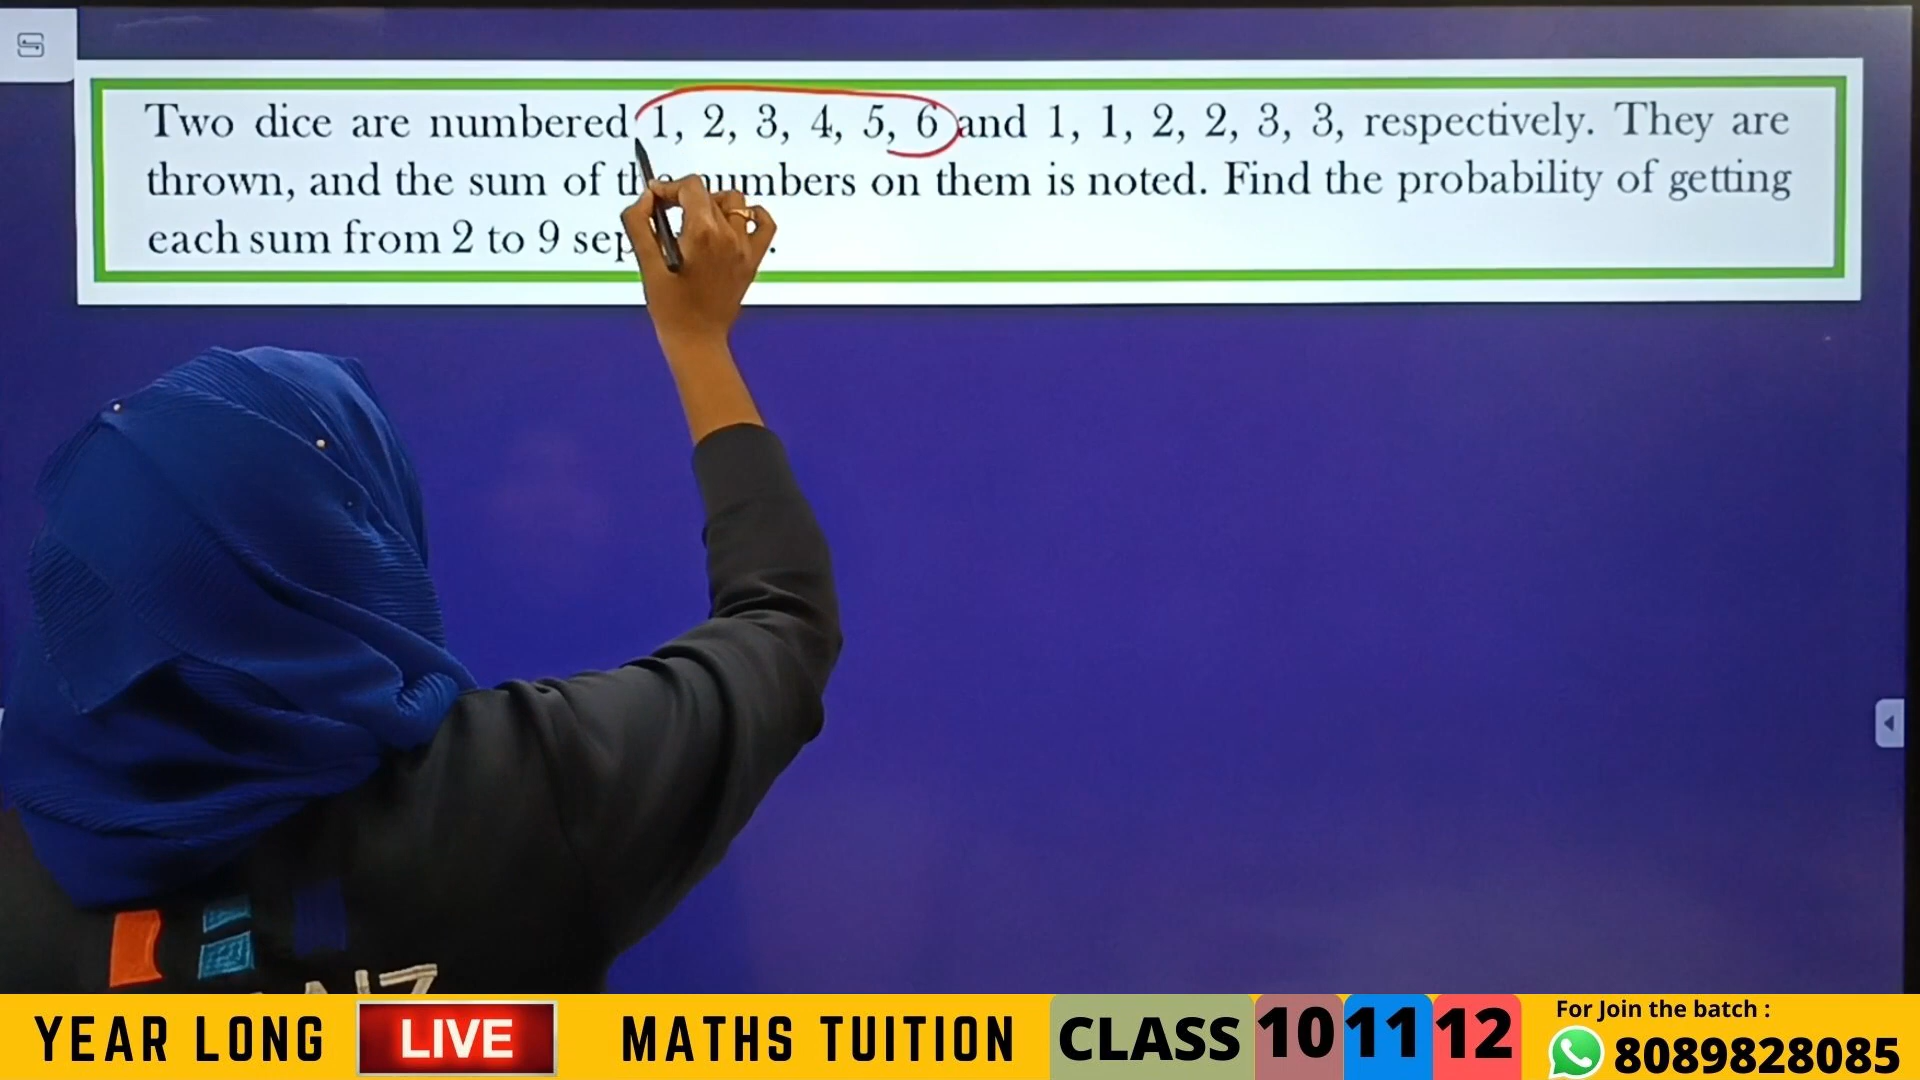 Two dice are numbered 1, 2, 3, 4, 5, 6 and 1, 1, 2, 2, 3, 3, respectively. They are
thrown, and the sum of the numbers on them is noted. Find the probability of getting
each sum from 2 to 9
YEAR LONG LIVE MATHS TUITION CLASS 10 11 12
For Join the batch :
8089828085